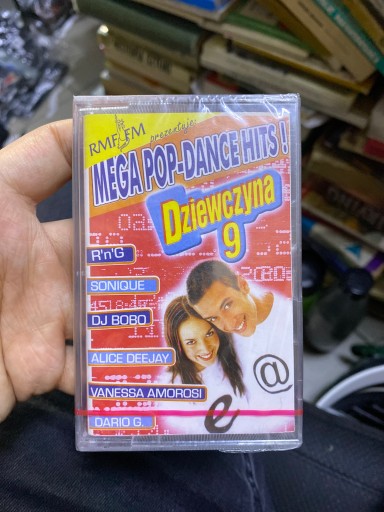 RMF FM
prezentuje:
MEGA POP-DANCE HITS!
Dziewczyna
9
R'n'G
SONIQUE
DJ BOBO
ALICE DEEJAY
VANESSA AMOROSI
DARIO G.
@
e